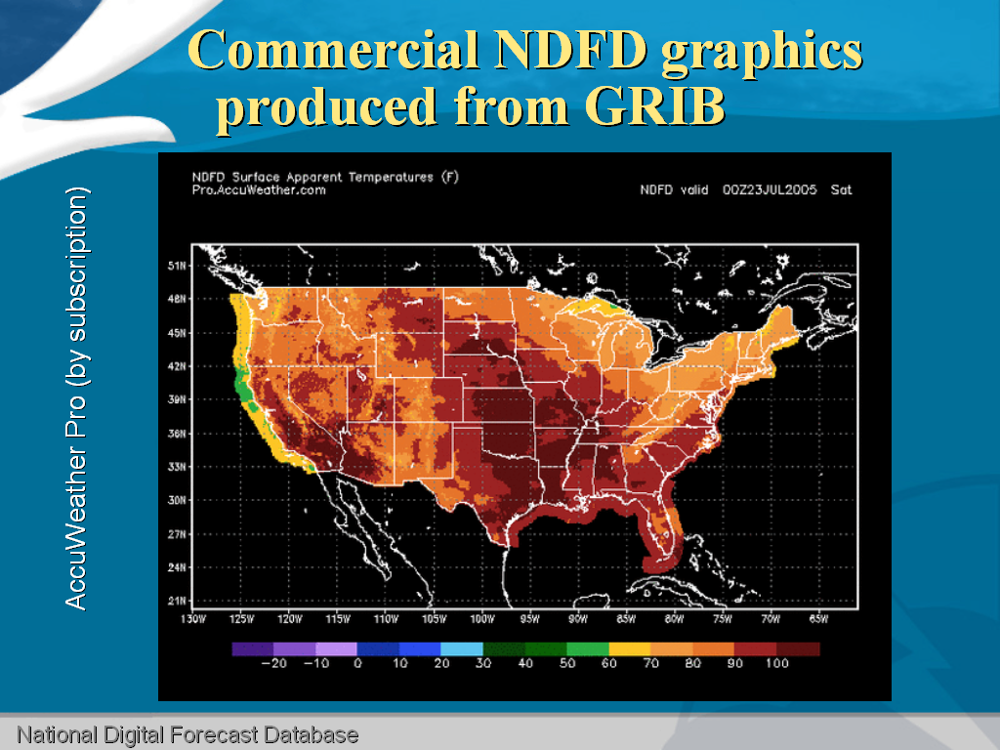 Commercial NDFD graphics
produced from GRIB
AccuWeather Pro (by subscription)
NDFD Surface Apparent Temperatures (F)
Pro.AccuWeather.com
NDFD valid 00Z23JUL2005 Sat
51N
48N
45N
42N
39N
36N
33N
30N
27N
24N
21N
130W 125W 120W 115W 110W 105W 100W 95W 90W 85W 80W 75W 70W 65W
-20 -10 0 10 20 30 40 50 60 70 80 90 100
National Digital Forecast Database